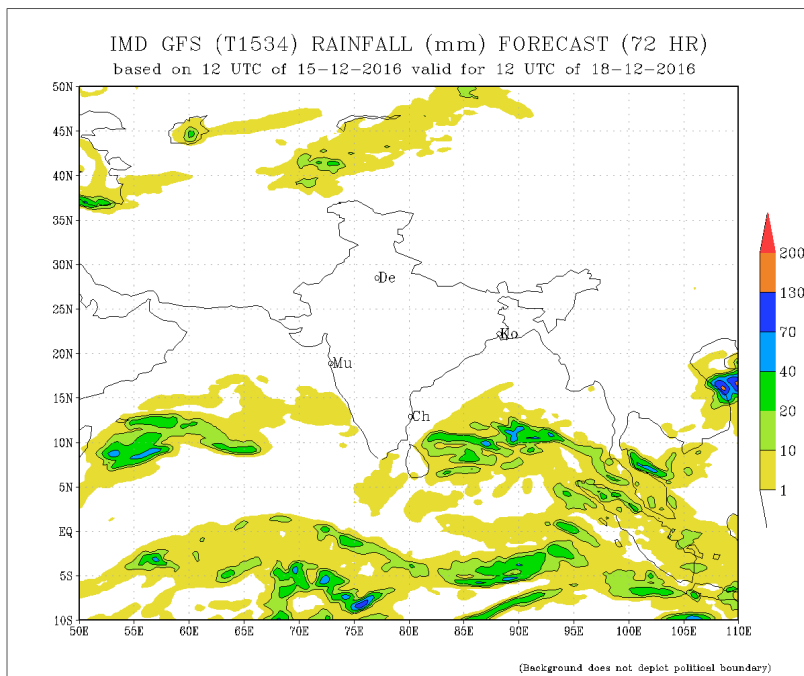 IMD GFS (T1534) RAINFALL (mm) FORECAST (72 HR)
based on 12 UTC of 15-12-2016 valid for 12 UTC of 18-12-2016
50N
45N
40N
35N
30N
25N
20N
15N
10N
5N
EQ
5S
10S
De
Ko
Mu
Ch
50E 55E 60E 65E 70E 75E 80E 85E 90E 95E 100E 105E 110E
200
130
70
40
20
10
1
(Background does not depict political boundary)